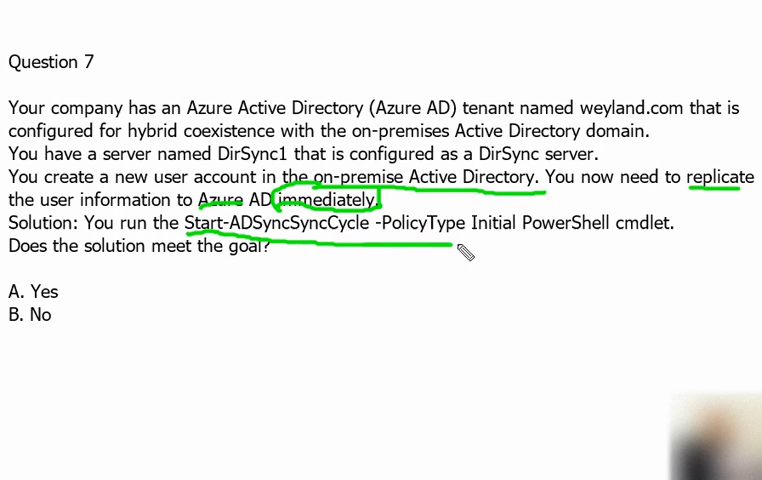 Question 7
Your company has an Azure Active Directory (Azure AD) tenant named weyland.com that is
configured for hybrid coexistence with the on-premises Active Directory domain.
You have a server named DirSync1 that is configured as a DirSync server.
You create a new user account in the on-premise Active Directory. You now need to replicate
the user information to Azure AD immediately.
Solution: You run the Start-ADSyncSyncCycle -PolicyType Initial PowerShell cmdlet.
Does the solution meet the goal?
A. Yes
B. No